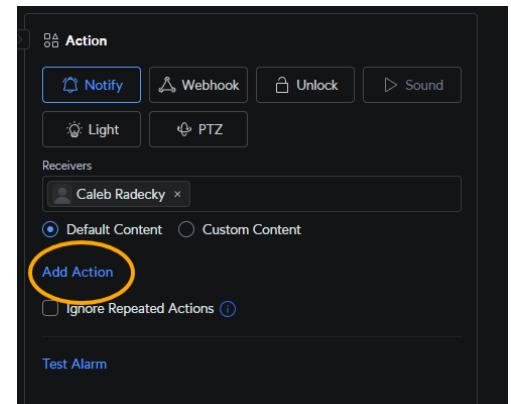 Action
Notify Webhook Unlock Sound
Light PTZ
Receivers
Caleb Radecky ×
Default Content Custom Content
Add Action
Ignore Repeated Actions
Test Alarm